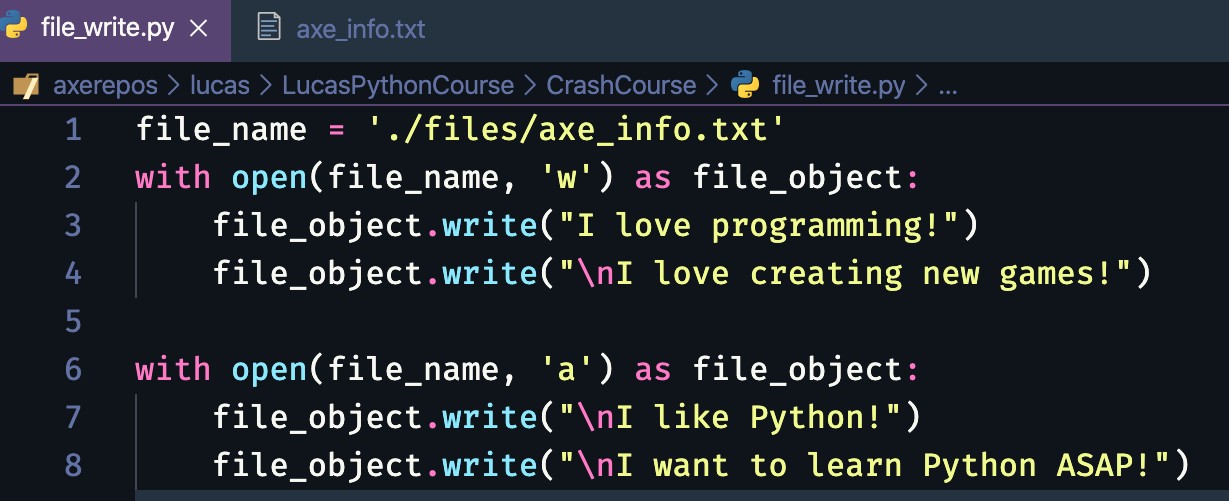 file_write.py ×
axe_info.txt
axerepos > lucas > LucasPythonCourse > CrashCourse > file_write.py > ...
1 file_name = './files/axe_info.txt'
2 with open(file_name, 'w') as file_object:
3     file_object.write("I love programming!")
4     file_object.write("\nI love creating new games!")
5
6 with open(file_name, 'a') as file_object:
7     file_object.write("\nI like Python!")
8     file_object.write("\nI want to learn Python ASAP!")